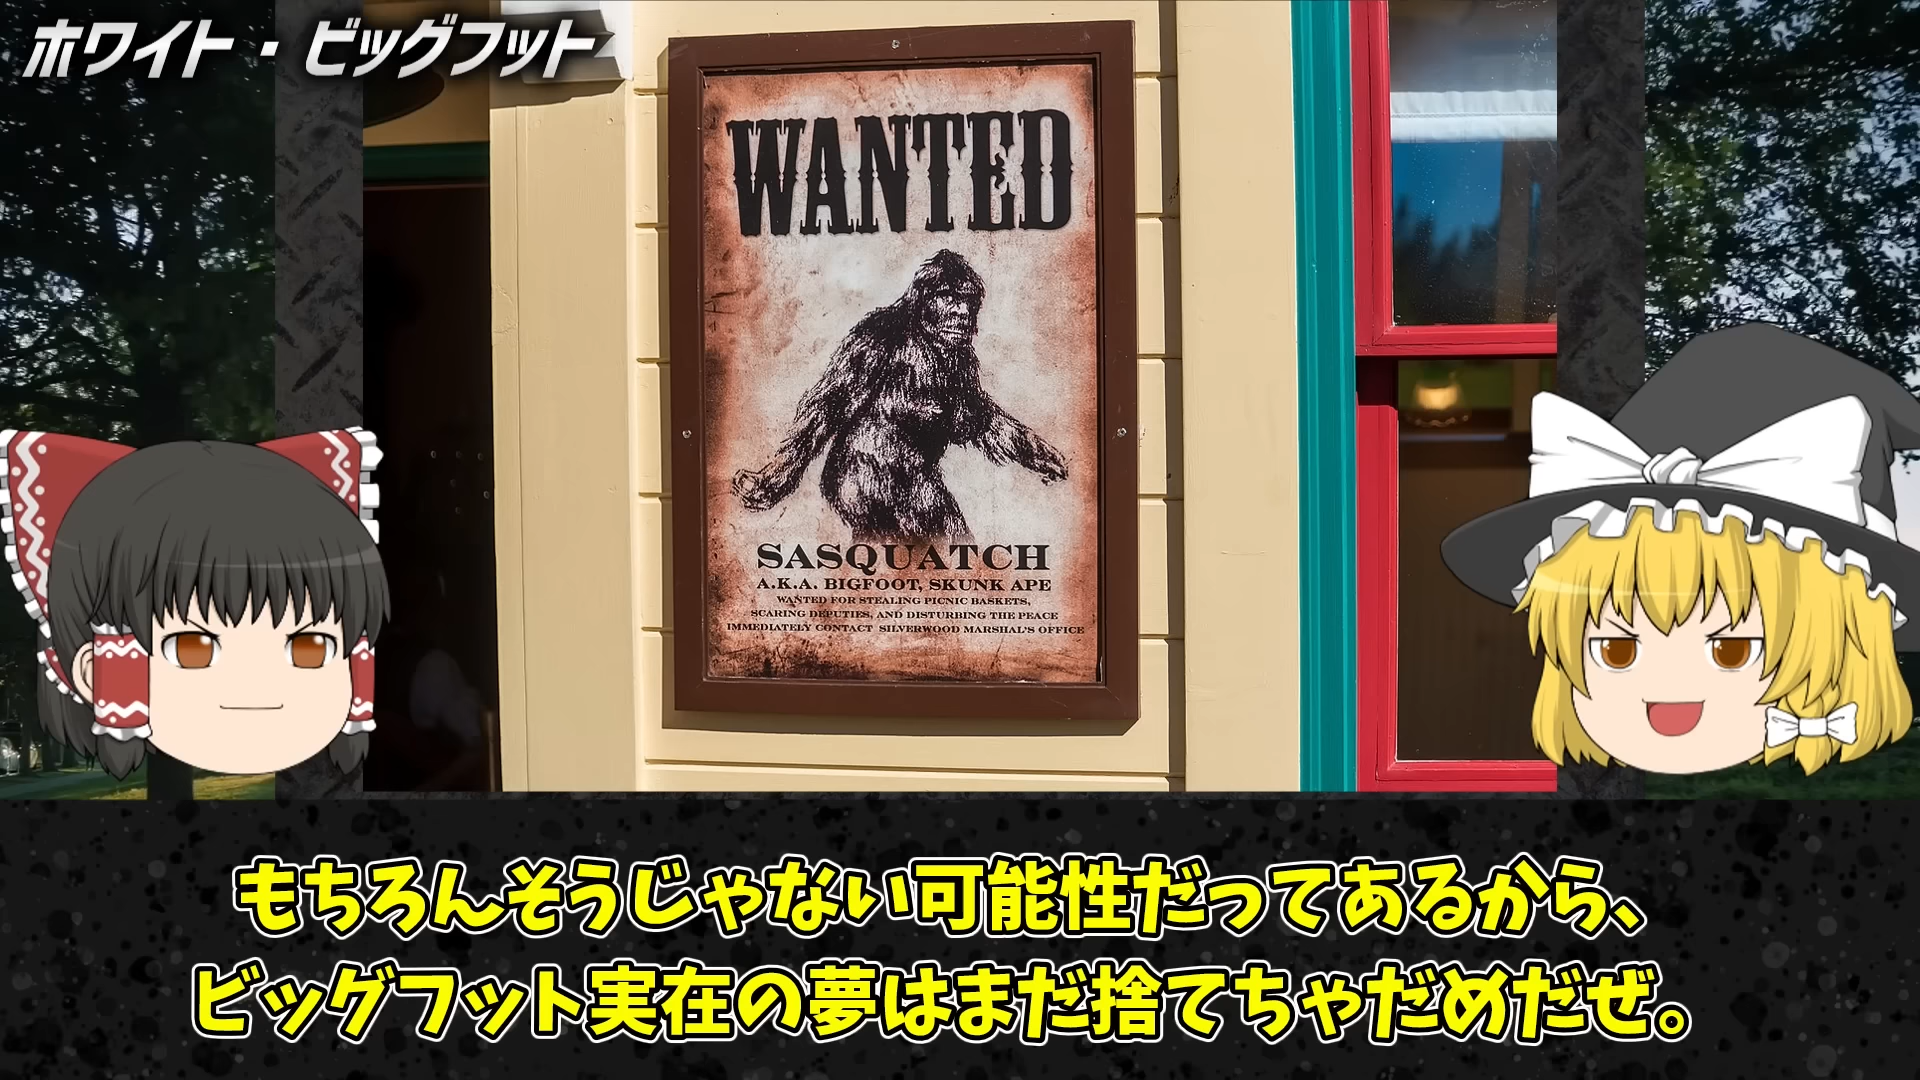 ホワイト・ビッグフット
WANTED
SASQUATCH
A.K.A. BIGFOOT, SKUNK APE
WANTED FOR STEALING PICNIC BASKETS,
SCARING DEPUTIES, AND DISTURBING THE PEACE
IMMEDIATELY CONTACT SILVERWOOD MARSHAL'S OFFICE
もちろんそうじゃない可能性だってあるから、
ビッグフット実在の夢はまだ捨てちゃだめだぜ。